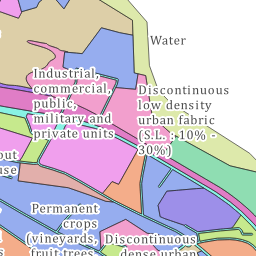 Water
Industrial,
commercial,
public,
military and
private units
Discontinuous
low density
urban fabric
(S.L. : 10% -
30%)
out
use
Permanent
crops
(vineyards,
fruit trees,
Discontinuous
dense urban